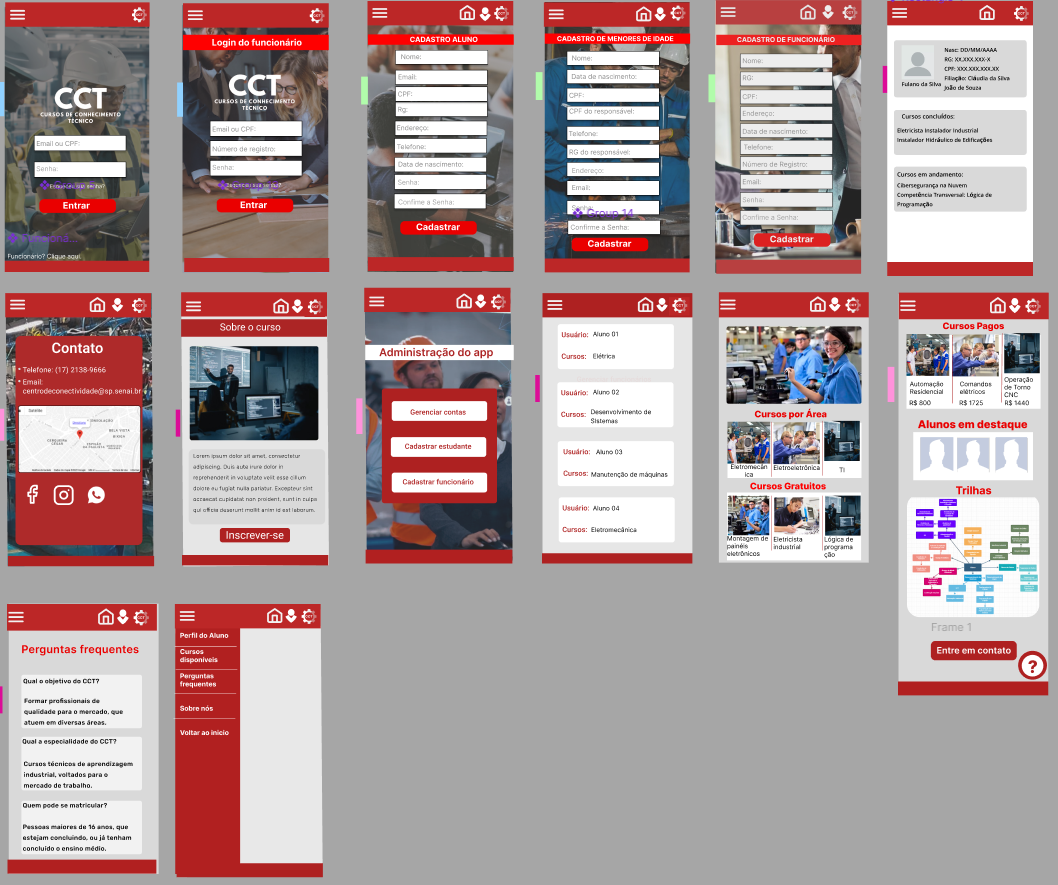 CCT
CURSOS DE CONHECIMENTO
TÉCNICO
Email ou CPF:
Senha:
Esqueceu sua senha?
Entrar
Funcionário? Clique aqui.
Login do funcionário
CCT
CURSOS DE CONHECIMENTO
TÉCNICO
Email ou CPF:
Número de registro:
Senha:
Esqueceu sua senha?
Entrar
CADASTRO ALUNO
Nome:
Email:
CPF:
Rg:
Endereço:
Telefone:
Data de nascimento:
Senha:
Confime a Senha:
Cadastrar
CADASTRO DE MENORES DE IDADE
Nome:
Data de nascimento:
CPF:
CPF do responsável:
Telefone:
RG do responsável:
Endereço:
Email:
Senha:
Group 14
Confirme a Senha:
Cadastrar
CADASTRO DE FUNCIONÁRIO
Nome:
RG:
CPF:
Endereço:
Data de nascimento:
Telefone:
Número de Registro:
Email:
Senha:
Confime a Senha:
Cadastrar
Fulano da Silva
Nasc: DD/MM/AAAA
RG: XX.XXX.XXX-X
CPF: XXX.XXX.XXX.XX
Filiação: Cláudia da Silva
João de Souza
Cursos concluídos:
Eletricista Instalador Industrial
Instalador Hidráulico de Edificações
Cursos em andamento:
Cibersegurança na Nuvem
Competência Transversal: Lógica de
Programação
Contato
* Telefone: (17) 2138-9666
* Email:
centrodeconectividade@sp.senai.br
Sobre o curso
Lorem ipsum dolor sit amet, consectetur
adipiscing. Duis aute irure dolor in
reprehenderit in voluptate velit esse cillum
dolore eu fugiat nulla pariatur. Excepteur sint
occaecat cupidatat non proident, sunt in culpa
qui officia deserunt mollit anim id est laborum.
Inscrever-se
Administração do app
Gerenciar contas
Cadastrar estudante
Cadastrar funcionário
Usuário: Aluno 01
Cursos: Elétrica
Usuário: Aluno 02
Cursos: Desenvolvimento de
Sistemas
Usuário: Aluno 03
Cursos: Manutenção de máquinas
Usuário: Aluno 04
Cursos: Eletromecânica
Cursos por Área
Eletromecân
ica
Eletroeletrônica
TI
Cursos Gratuitos
Montagem de
painéis
eletrônicos
Eletricista
industrial
Lógica de
programa
ção
Cursos Pagos
Automação
Residencial
R$ 800
Comandos
elétricos
R$ 1725
Operação
de Torno
CNC
R$ 1440
Alunos em destaque
Trilhas
Frame 1
Entre em contato
?
Perguntas frequentes
Qual o objetivo do CCT?
Formar profissionais de
qualidade para o mercado, que
atuem em diversas áreas.
Qual a especialidade do CCT?
Cursos técnicos de aprendizagem
industrial, voltados para o
mercado de trabalho.
Quem pode se matricular?
Pessoas maiores de 16 anos, que
estejam concluindo, ou já tenham
concluído o ensino médio.
Perfil do Aluno
Cursos
disponíveis
Perguntas
frequentes
Sobre nós
Voltar ao início